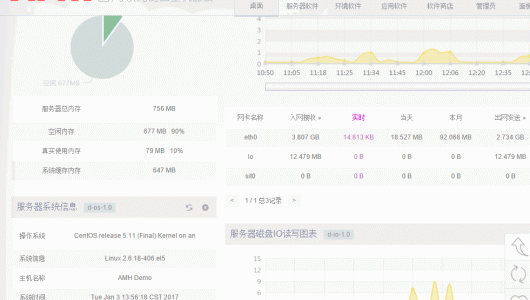 桌面 服务器软件 环境软件 应用软件 软件商店 管理员 面板
空闲 677MB
4
3
2
1
0
10:50 11:05 11:18 11:25 11:34 11:45 12:00 12:06 12:20 12:35
服务器总内存 756 MB
空闲内存 677 MB 90%
真实使用内存 79 MB 10%
系统缓存内存 647 MB
网卡名称 入网接收 » 实时 当天 本月 出网发送 »
eth0 3.807 GB 14.813 KB 18.527 MB 92.068 MB 2.734 GB
lo 12.479 MB 0 B 0 B 0 B 12.479 MB
sit0 0 B 0 B 0 B 0 B 0 B
< 1 / 1 总3记录 >
服务器系统信息 d-os-1.0
操作系统 CentOS release 5.11 (Final) Kernel on an
系统信息 Linux 2.6.18-406.el5
主机名称 AMH Demo
系统时间 Tue Jan 3 13:56:18 CST 2017
服务器磁盘IO读写图表 d-io-1.0
15
12
9
6
3